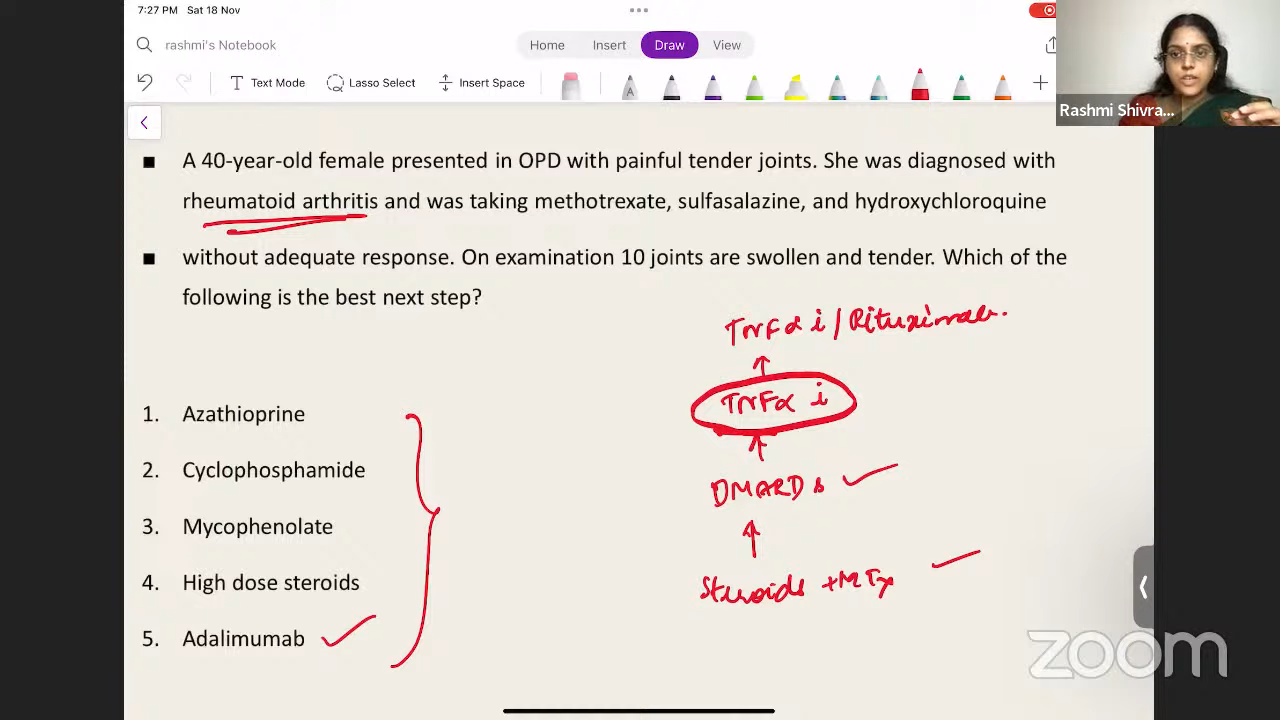 7:27 PM Sat 18 Nov
rashmi's Notebook
Home Insert Draw View
Text Mode Lasso Select Insert Space
A
Rashmi Shivra...
■ A 40-year-old female presented in OPD with painful tender joints. She was diagnosed with
rheumatoid arthritis and was taking methotrexate, sulfasalazine, and hydroxychloroquine
■ without adequate response. On examination 10 joints are swollen and tender. Which of the
following is the best next step?
TNFα i / Rituximab.
TNFα i
DMARDs
Steroids + MTx
1. Azathioprine
2. Cyclophosphamide
3. Mycophenolate
4. High dose steroids
5. Adalimumab
zoom